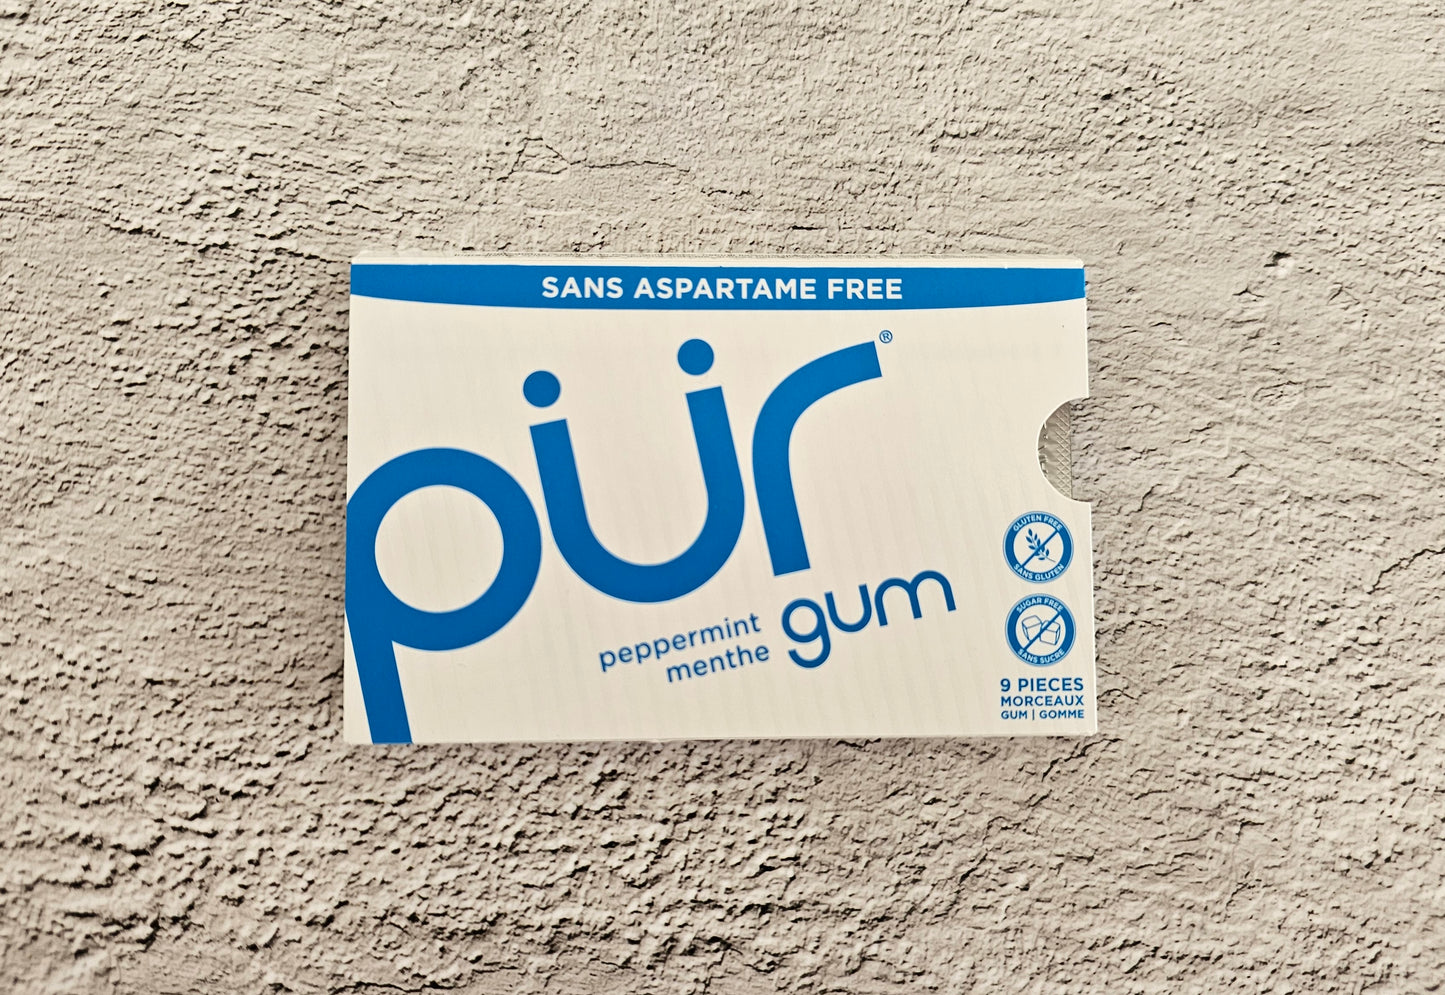 SANS ASPARTAME FREE
pür®
peppermint
menthe
gum
GLUTEN FREE
SANS GLUTEN
SUGAR FREE
SANS SUCRE
9 PIECES
MORCEAUX
GUM | GOMME